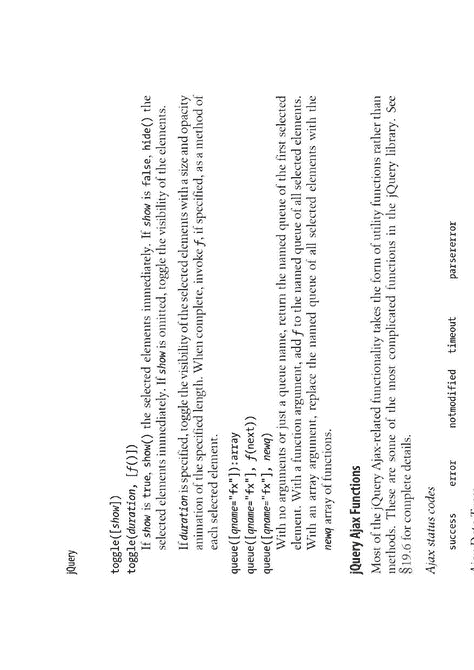 jQuery
toggle([show])
toggle(duration, [f()])
If show is true, show() the selected elements immediately. If show is false, hide() the
selected elements immediately. If show is omitted, toggle the visibility of the elements.
If duration is specified, toggle the visibility of the selected elements with a size and opacity
animation of the specified length. When complete, invoke f, if specified, as a method of
each selected element.
queue([qname="fx"]):array
queue([qname="fx"], f(next))
queue([qname="fx"], newq)
With no arguments or just a queue name, return the named queue of the first selected
element. With a function argument, add f to the named queue of all selected elements.
With an array argument, replace the named queue of all selected elements with the
newq array of functions.
jQuery Ajax Functions
Most of the jQuery Ajax-related functionality takes the form of utility functions rather than
methods. These are some of the most complicated functions in the jQuery library. See
§19.6 for complete details.
Ajax status codes
success error notmodified timeout parsererror